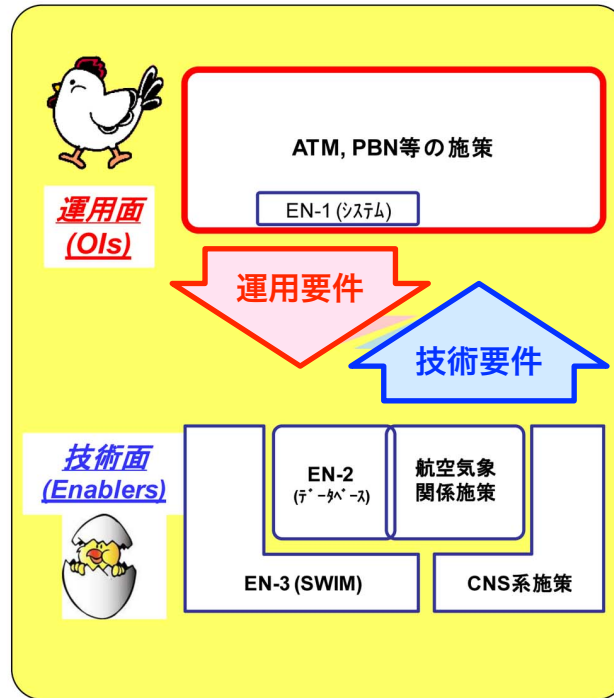 ATM, PBN等の施策
EN-1 (ｼｽﾃﾑ)
運用面
(OIs)
運用要件
技術要件
技術面
(Enablers)
EN-2
(ﾃﾞｰﾀﾍﾞｰｽ)
航空気象
関係施策
EN-3 (SWIM)
CNS系施策